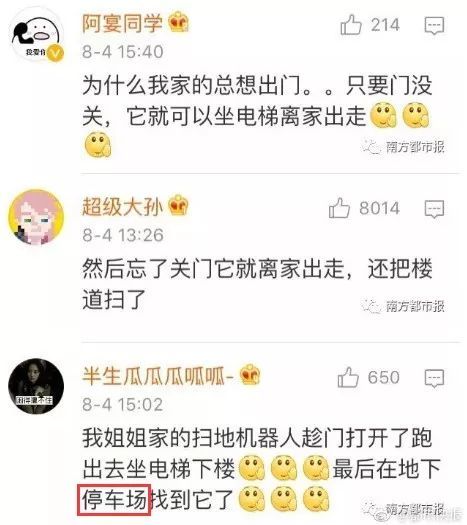 我爱你
阿宴同学
214
8-4 15:40
为什么我家的总想出门。。只要门没
关，它就可以坐电梯离家出走
南方都市报
超级大孙
8014
8-4 13:26
然后忘了关门它就离家出走，还把楼
道扫了
南方都市报
半生瓜瓜瓜呱呱-
650
8-4 15:02
我姐姐家的扫地机器人趁门打开了跑
出去坐电梯下楼 最后在地下
停车场找到它了